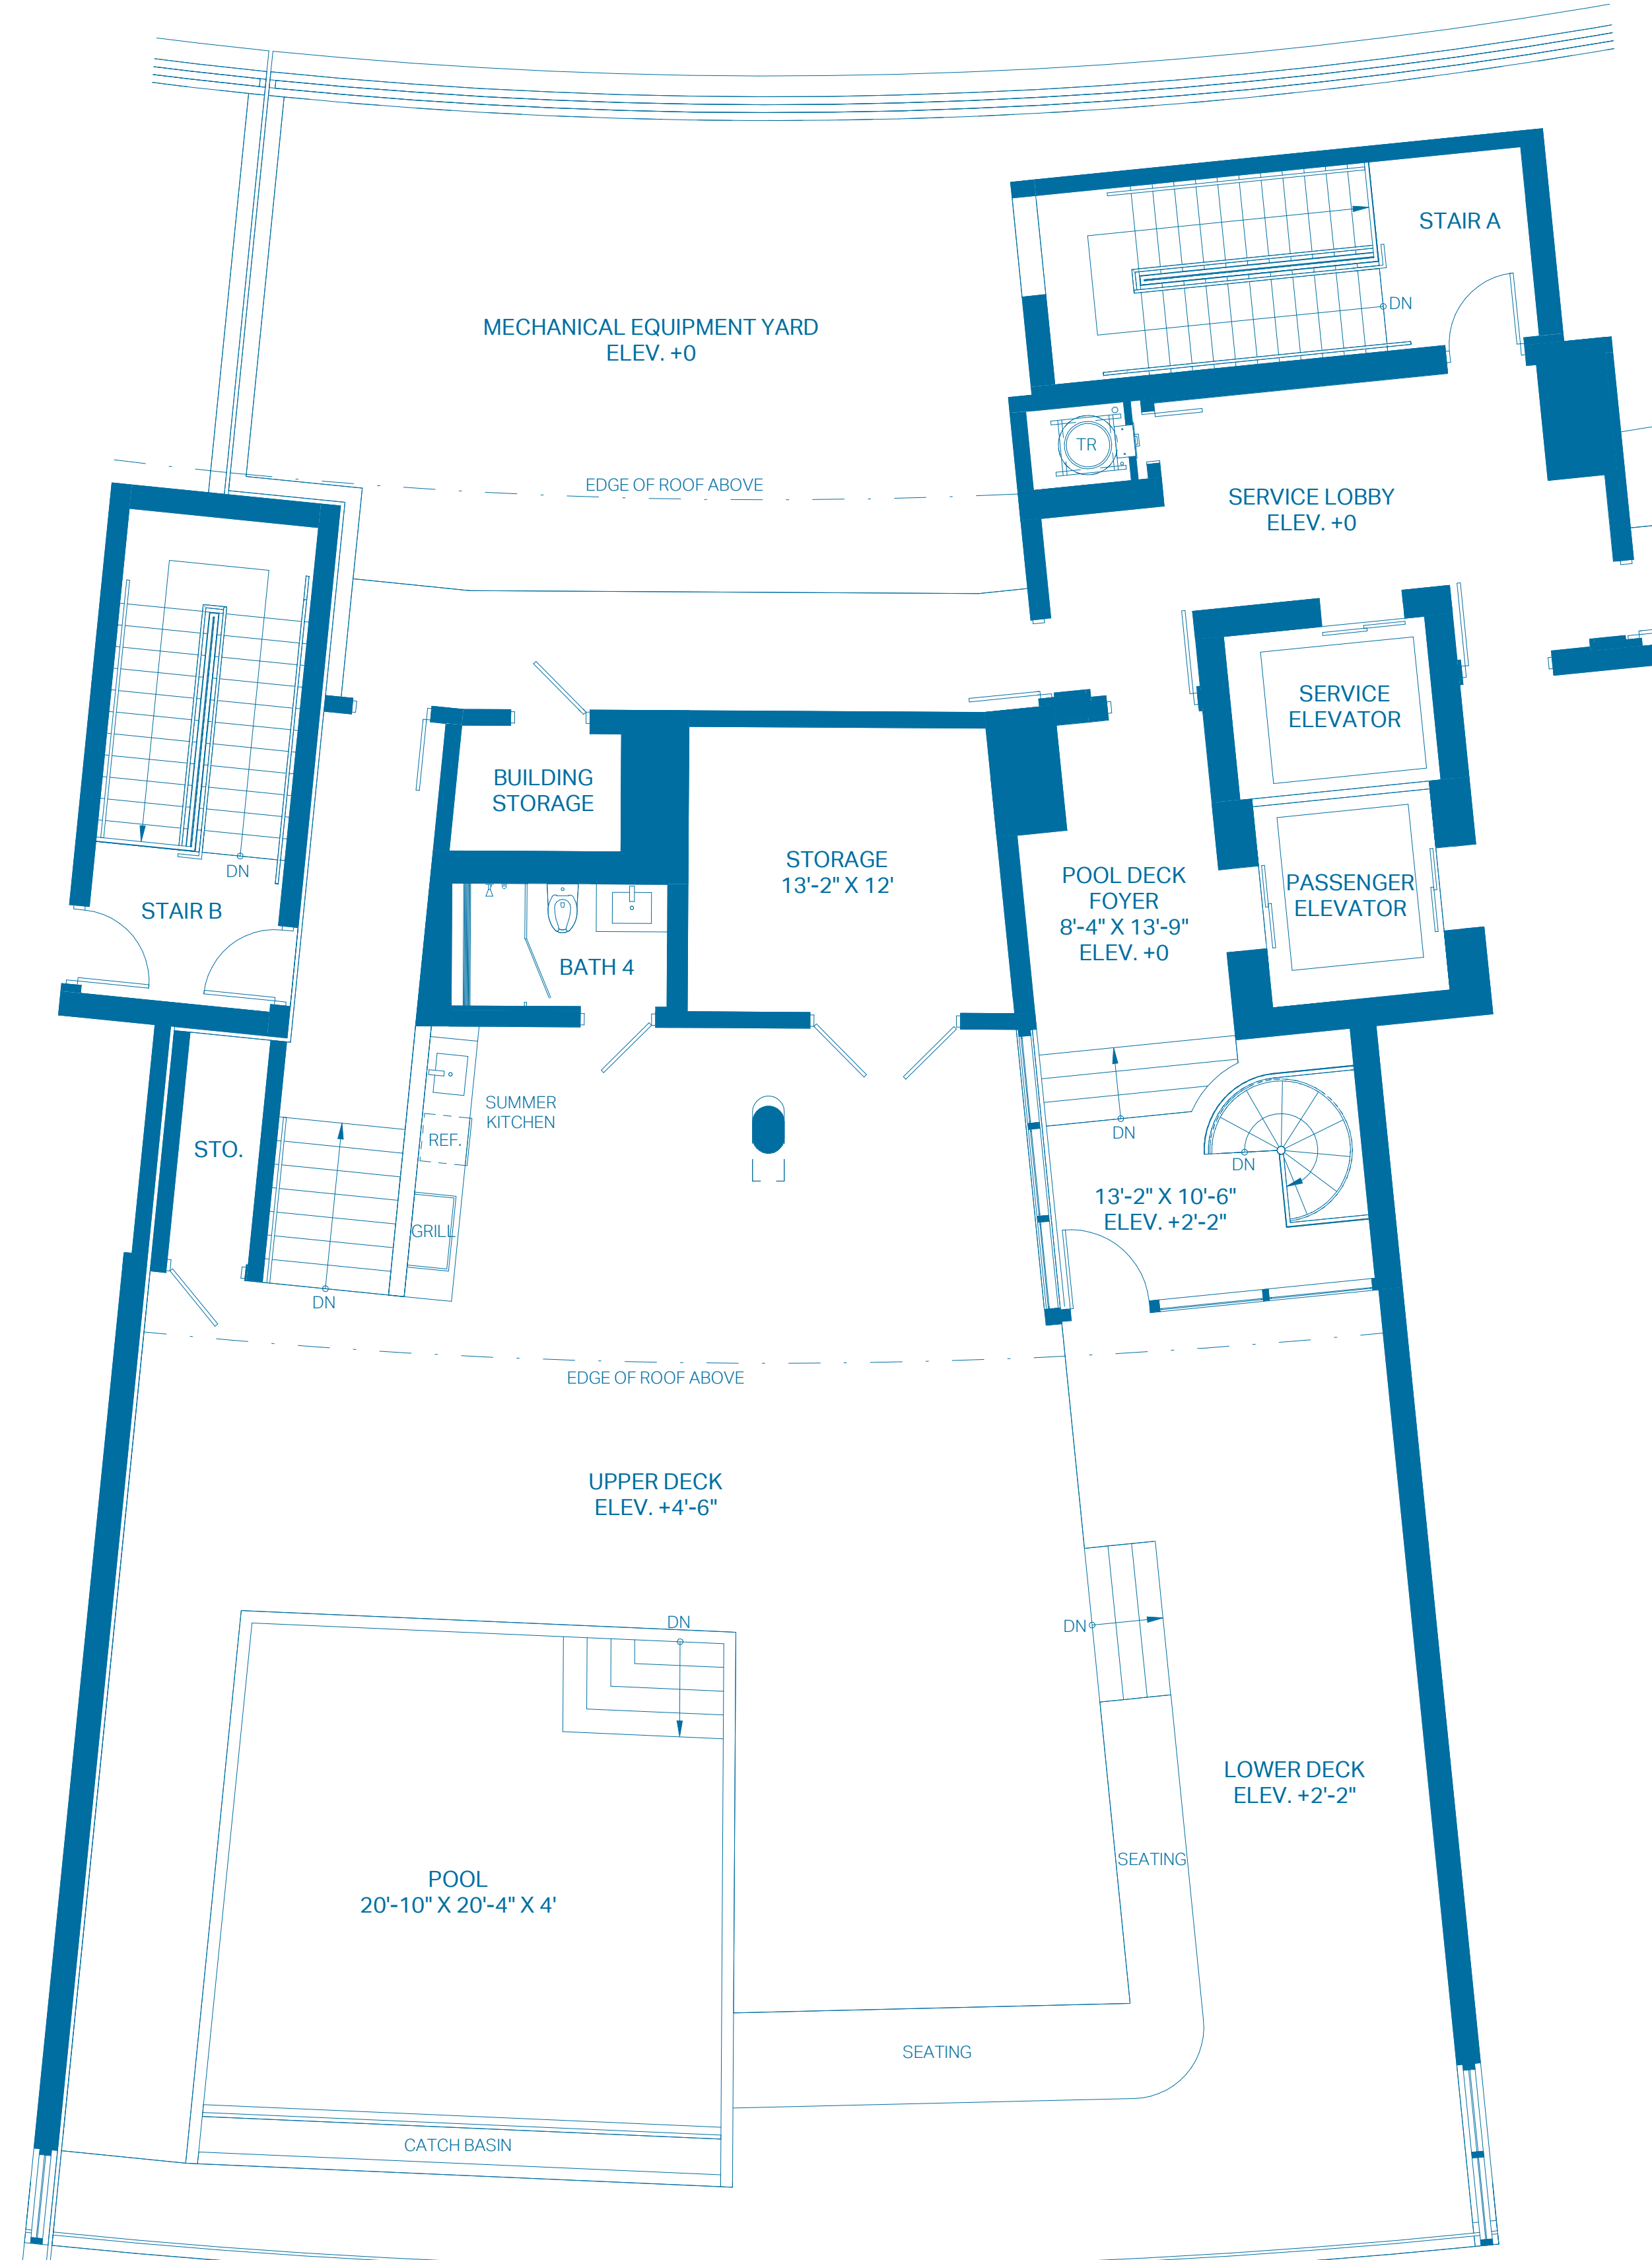 STAIR A
DN
MECHANICAL EQUIPMENT YARD
ELEV. +0
TR
EDGE OF ROOF ABOVE
SERVICE LOBBY
ELEV. +0
SERVICE
ELEVATOR
BUILDING
STORAGE
STORAGE
13'-2" X 12'
POOL DECK
FOYER
8'-4" X 13'-9"
ELEV. +0
PASSENGER
ELEVATOR
DN
STAIR B
BATH 4
SUMMER
KITCHEN
REF.
STO.
DN
DN
13'-2" X 10'-6"
ELEV. +2'-2"
GRILL
DN
EDGE OF ROOF ABOVE
UPPER DECK
ELEV. +4'-6"
DN
DN
LOWER DECK
ELEV. +2'-2"
SEATING
POOL
20'-10" X 20'-4" X 4'
SEATING
CATCH BASIN